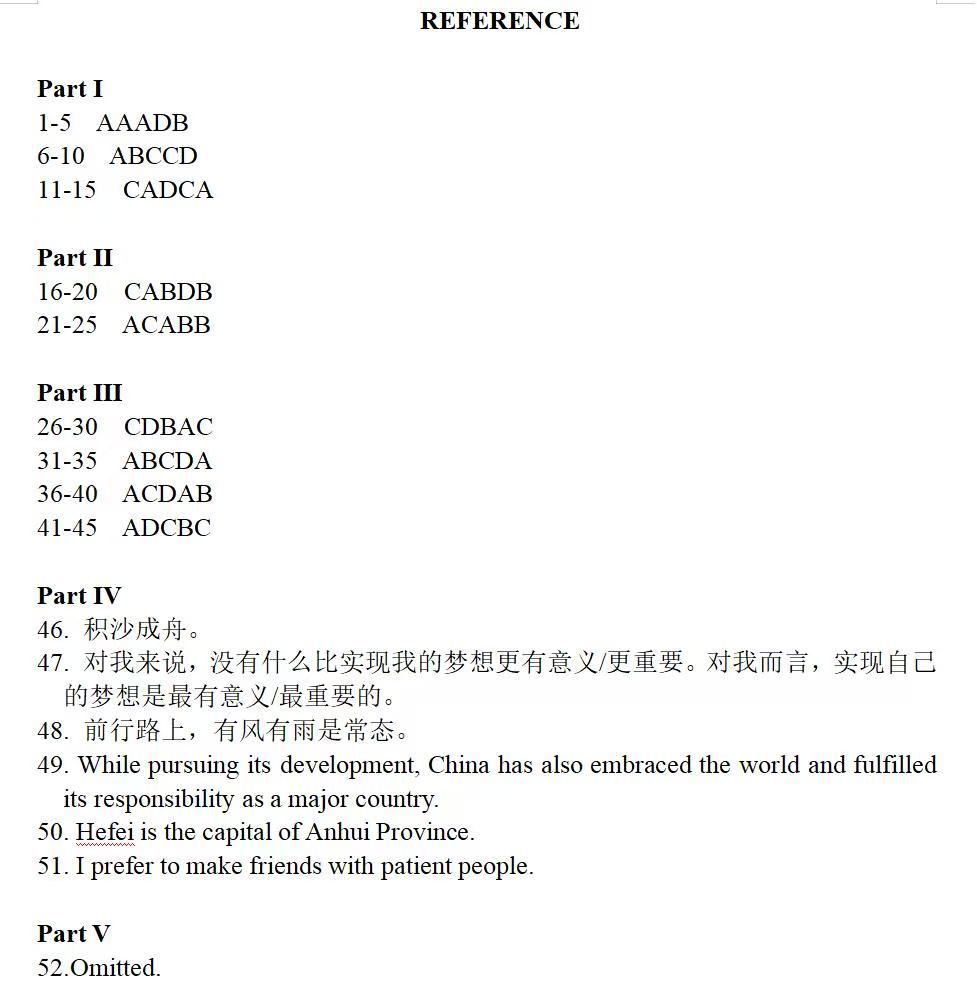 REFERENCE
Part I
1-5 AAADB
6-10 ABCCD
11-15 CADCA
Part II
16-20 CABDB
21-25 ACABB
Part III
26-30 CDBAC
31-35 ABCDA
36-40 ACDAB
41-45 ADCBC
Part IV
46. 积沙成舟。
47. 对我来说，没有什么比实现我的梦想更有意义/更重要。对我而言，实现自己
的梦想是最有意义/最重要的。
48. 前行路上，有风有雨是常态。
49. While pursuing its development, China has also embraced the world and fulfilled
its responsibility as a major country.
50. Hefei is the capital of Anhui Province.
51. I prefer to make friends with patient people.
Part V
52.Omitted.